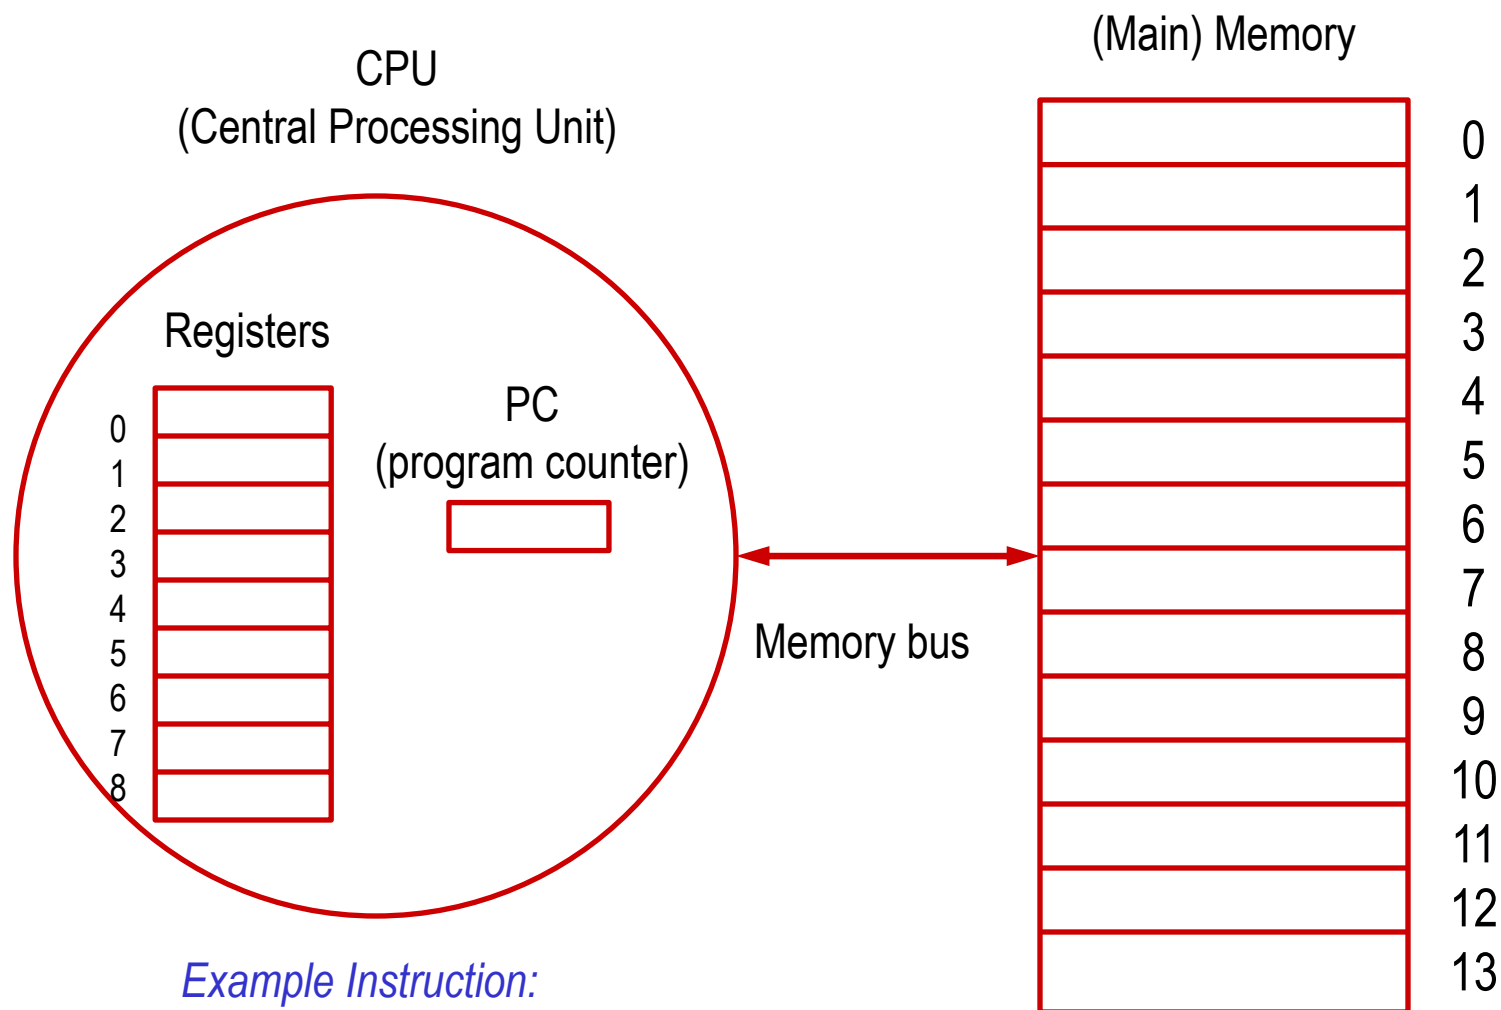 CPU
(Central Processing Unit)
Registers
0
1
2
3
4
5
6
7
8
PC
(program counter)
Memory bus
(Main) Memory
0
1
2
3
4
5
6
7
8
9
10
11
12
13
Example Instruction: